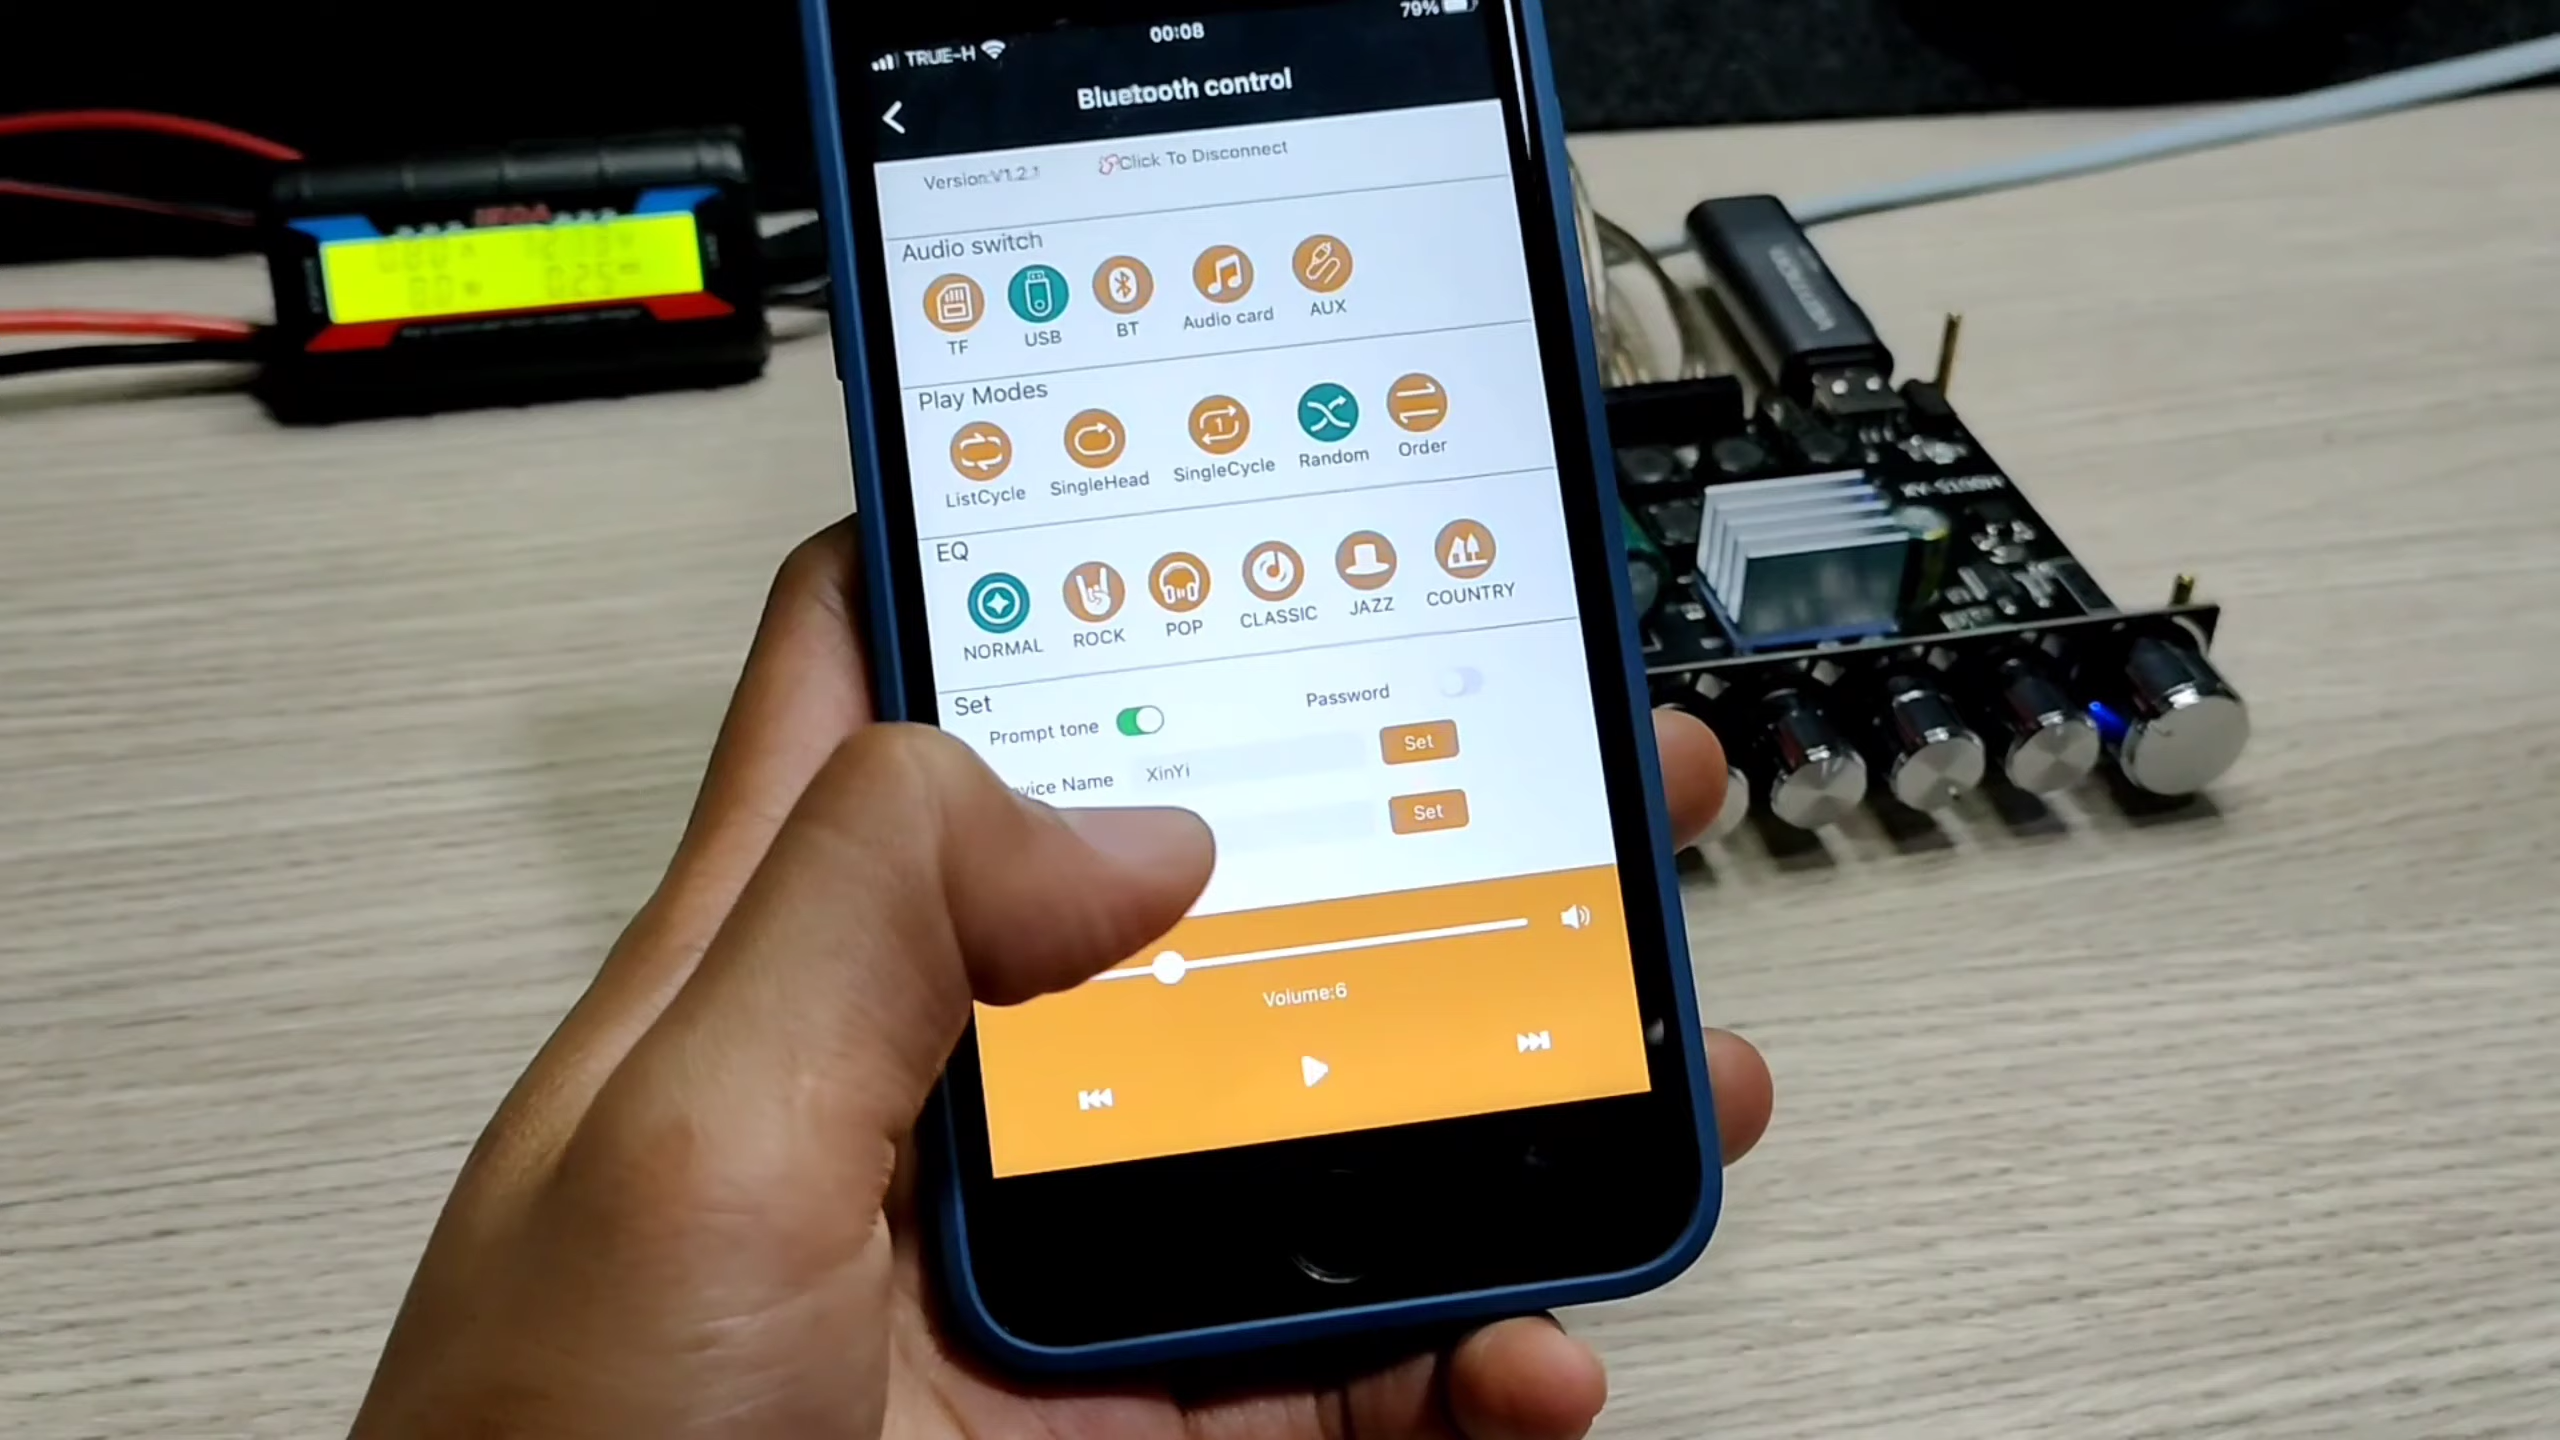 79%
TRUE-H
00:08
Bluetooth control
Version:V1.2.1
Click To Disconnect
Audio switch
TF
USB
BT
Audio card
AUX
Play Modes
ListCycle
SingleHead
SingleCycle
1
Random
Order
EQ
NORMAL
ROCK
POP
CLASSIC
JAZZ
COUNTRY
Set
Prompt tone
Password
vice Name
XinYi
Set
Set
Volume:6